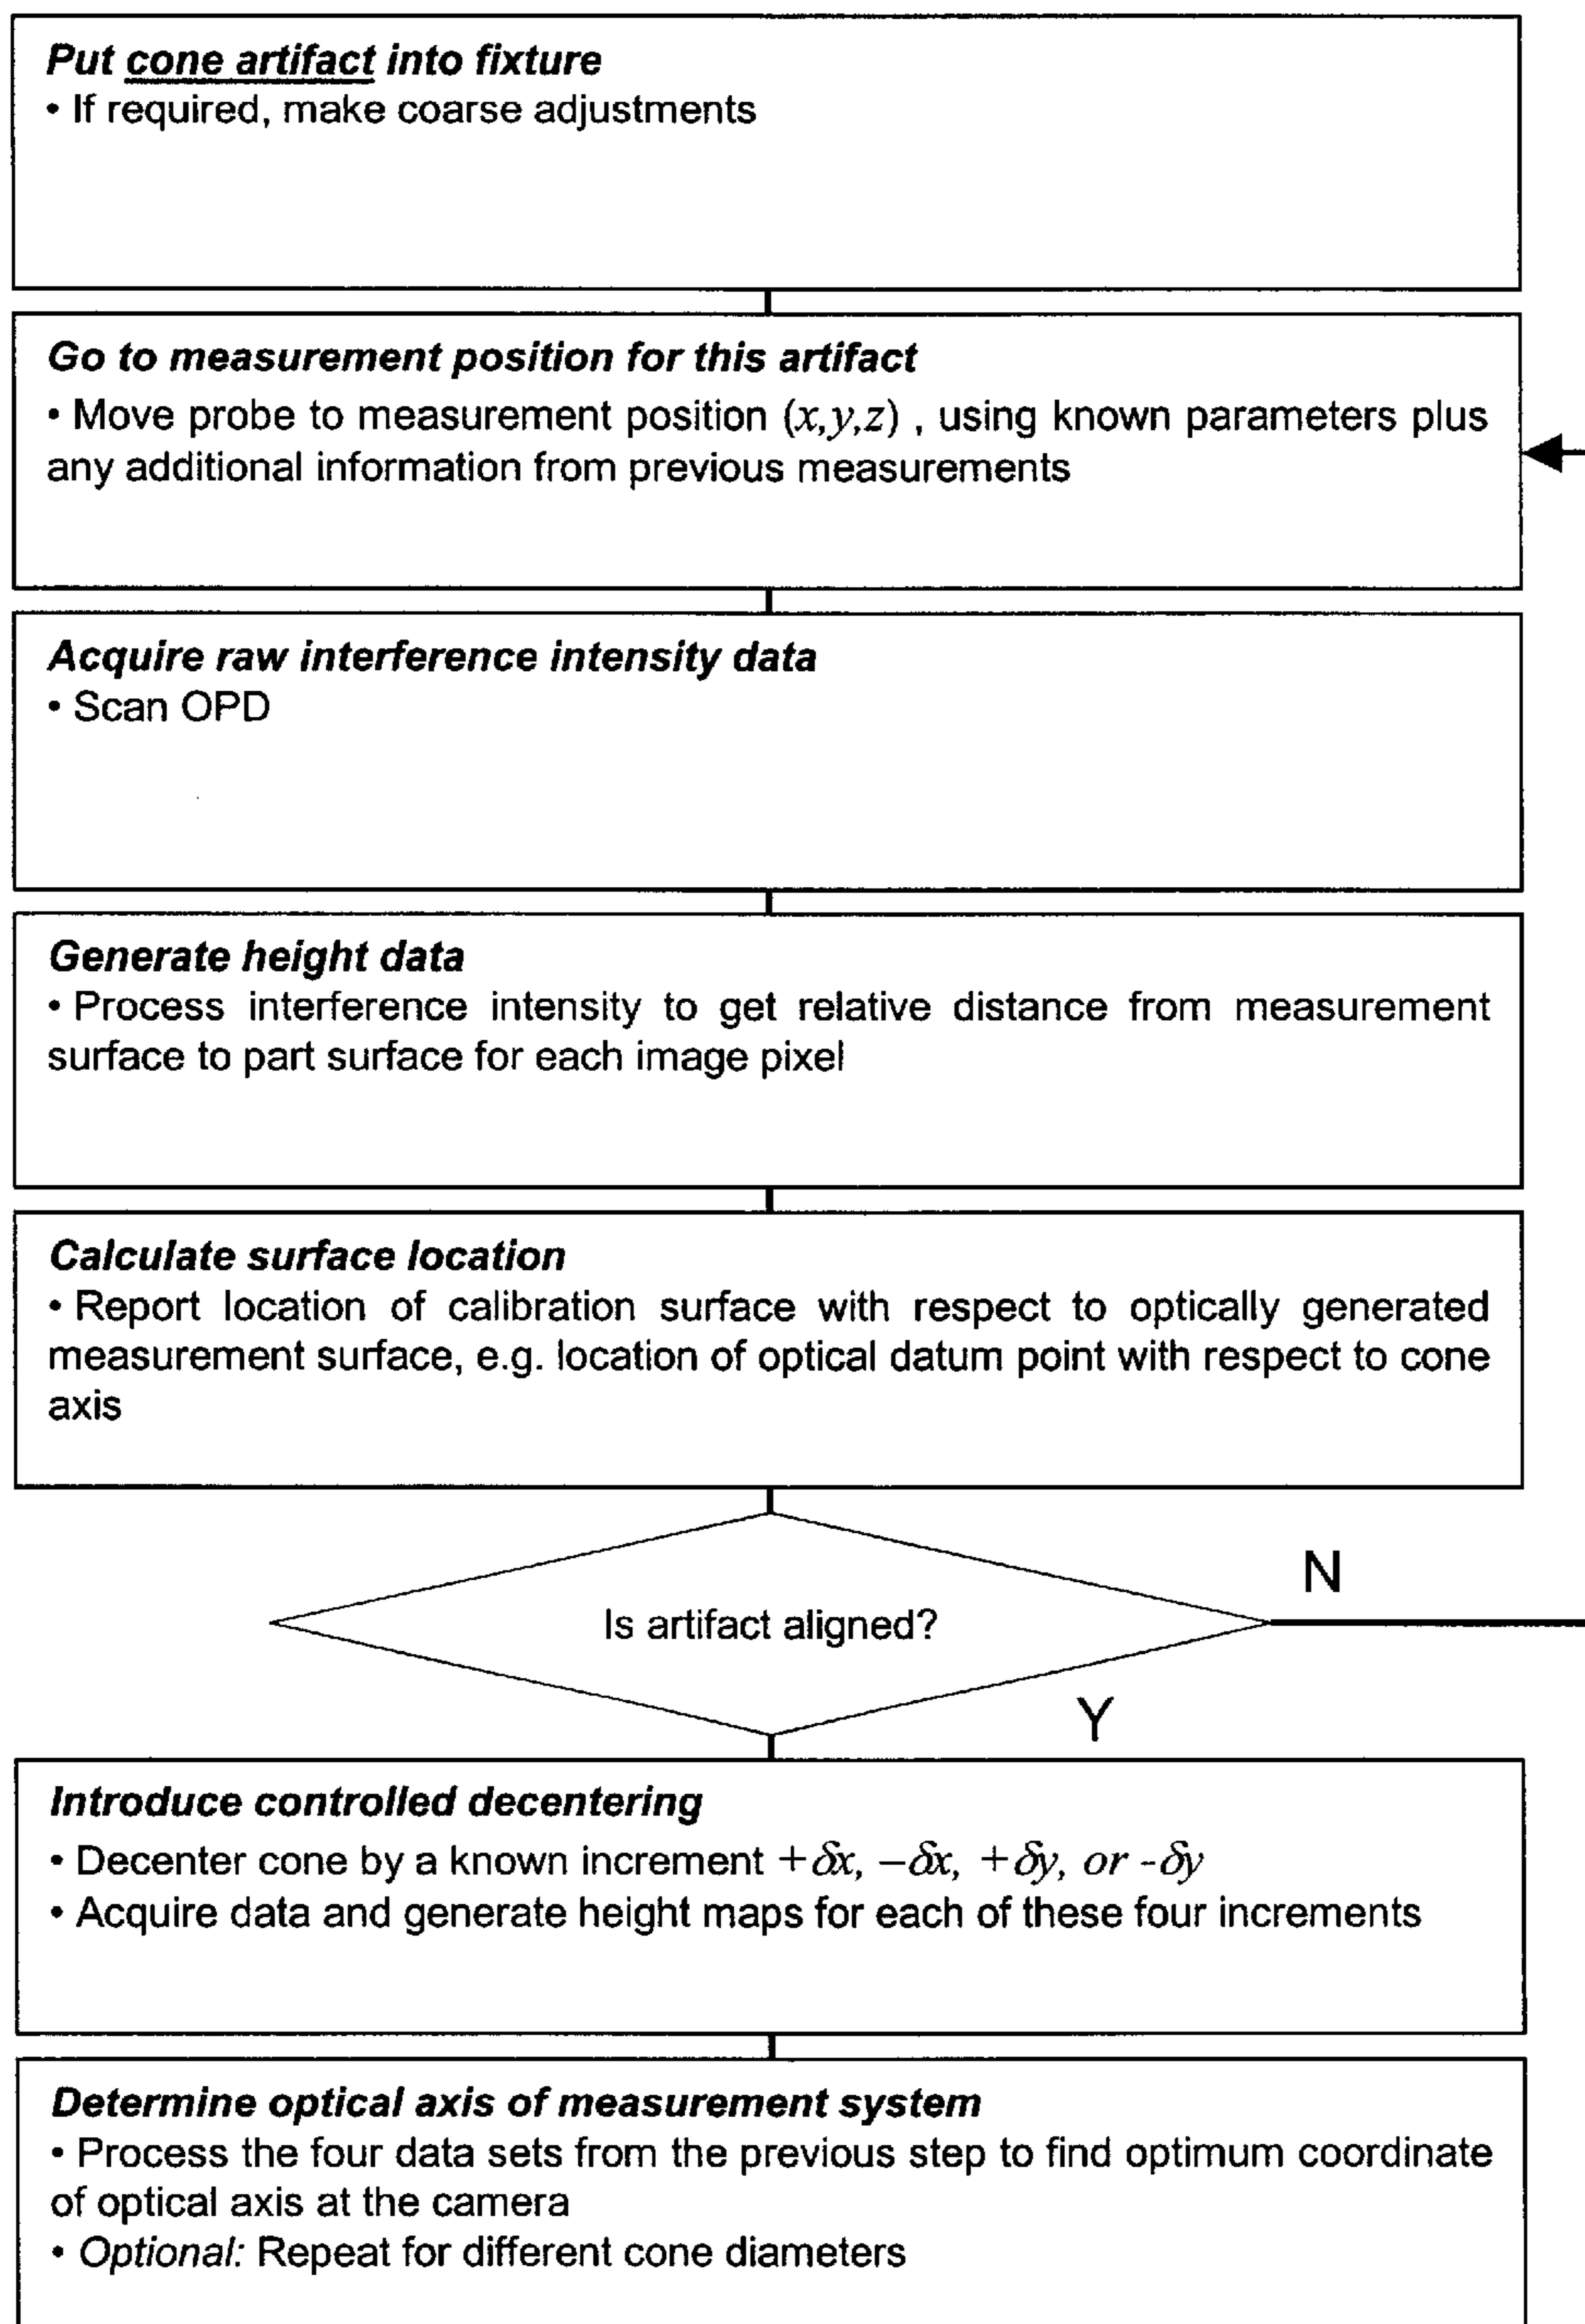 Put cone artifact into fixture
• If required, make coarse adjustments
Go to measurement position for this artifact
• Move probe to measurement position (x,y,z) , using known parameters plus
any additional information from previous measurements
Acquire raw interference intensity data
• Scan OPD
Generate height data
• Process interference intensity to get relative distance from measurement
surface to part surface for each image pixel
Calculate surface location
• Report location of calibration surface with respect to optically generated
measurement surface, e.g. location of optical datum point with respect to cone
axis
N
Is artifact aligned?
Y
Introduce controlled decentering
• Decenter cone by a known increment +δx, −δx, +δy, or -δy
• Acquire data and generate height maps for each of these four increments
Determine optical axis of measurement system
• Process the four data sets from the previous step to find optimum coordinate
of optical axis at the camera
• Optional: Repeat for different cone diameters